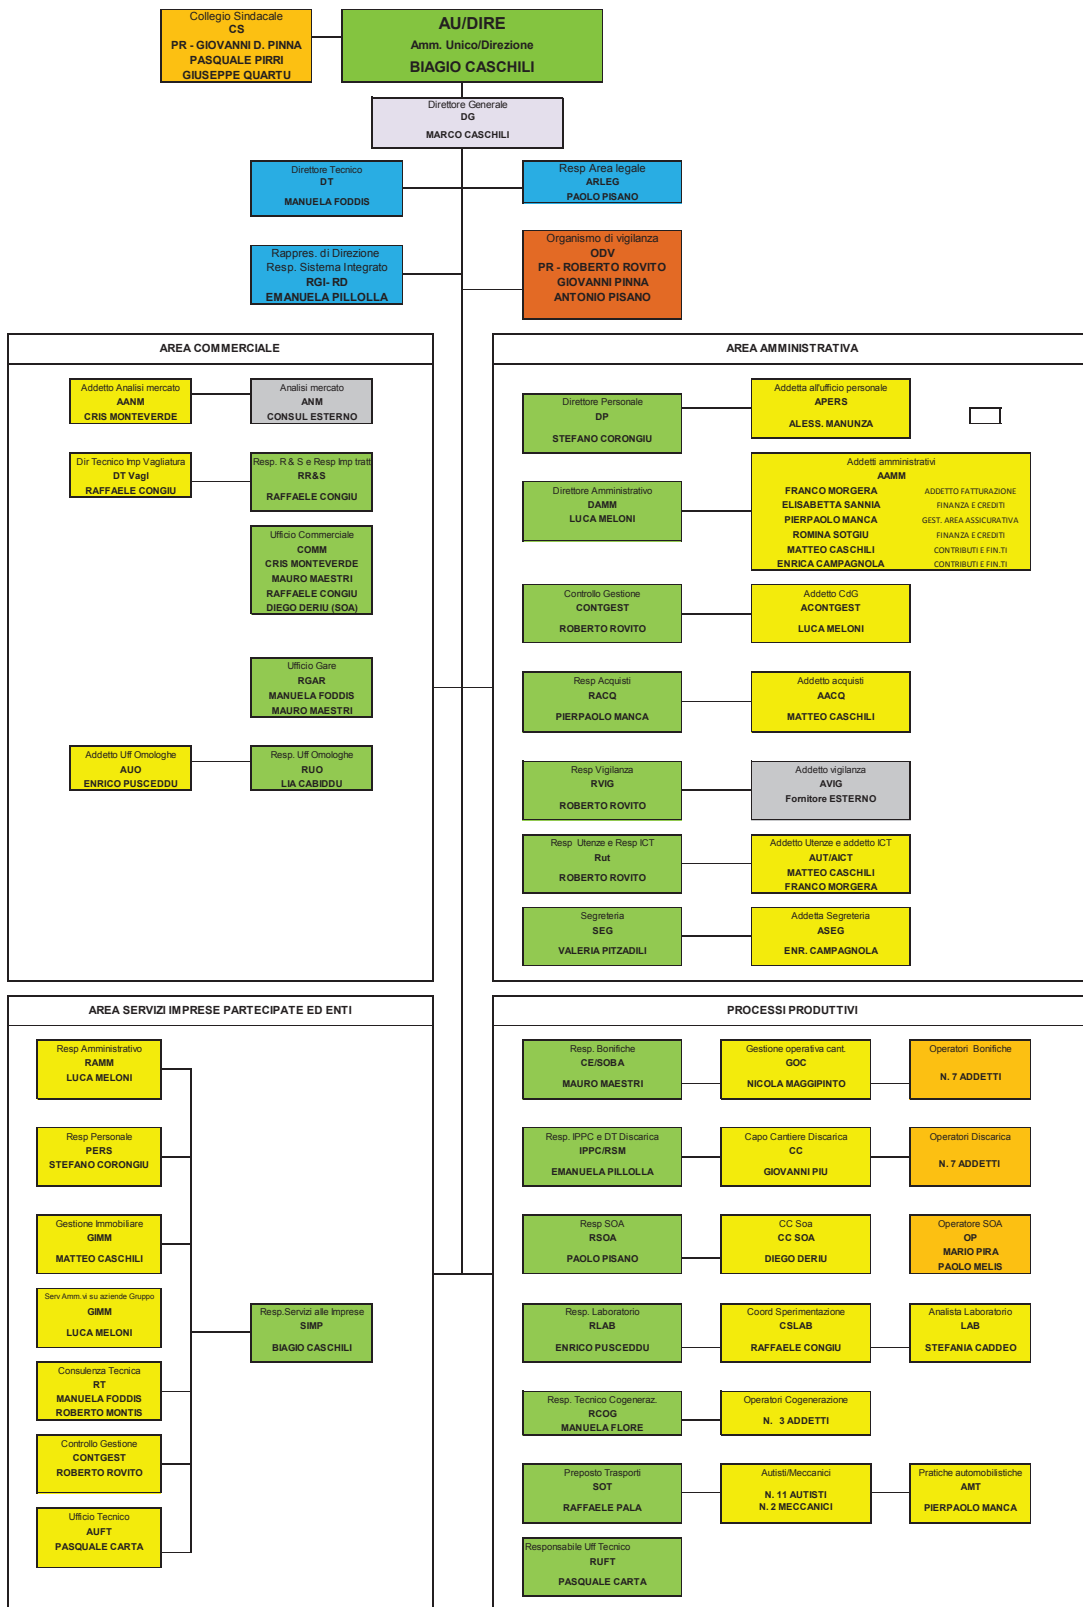 Collegio Sindacale
CS
PR - GIOVANNI D. PINNA
PASQUALE PIRRI
GIUSEPPE QUARTU
AU/DIRE
Amm. Unico/Direzione
BIAGIO CASCHILI
Direttore Generale
DG
MARCO CASCHILI
Direttore Tecnico
DT
MANUELA FODDIS
Resp Area legale
ARLEG
PAOLO PISANO
Rappres. di Direzione
Resp. Sistema Integrato
RGI- RD
EMANUELA PILLOLLA
Organismo di vigilanza
ODV
PR - ROBERTO ROVITO
GIOVANNI PINNA
ANTONIO PISANO
AREA COMMERCIALE
Addetto Analisi mercato
AANM
CRIS MONTEVERDE
Analisi mercato
ANM
CONSUL ESTERNO
Dir Tecnico Imp Vagliatura
DT Vagl
RAFFAELE CONGIU
Resp. R & S e Resp Imp tratt
RR&S
RAFFAELE CONGIU
Ufficio Commerciale
COMM
CRIS MONTEVERDE
MAURO MAESTRI
RAFFAELE CONGIU
DIEGO DERIU (SOA)
Ufficio Gare
RGAR
MANUELA FODDIS
MAURO MAESTRI
Addetto Uff Omologhe
AUO
ENRICO PUSCEDDU
Resp. Uff Omologhe
RUO
LIA CABIDDU
AREA AMMINISTRATIVA
Direttore Personale
DP
STEFANO CORONGIU
Addetta all'ufficio personale
APERS
ALESS. MANUNZA
Direttore Amministrativo
DAMM
LUCA MELONI
Addetti amministrativi
AAMM
FRANCO MORGERA ADDETTO FATTURAZIONE
ELISABETTA SANNIA FINANZA E CREDITI
PIERPAOLO MANCA GEST. AREA ASSICURATIVA
ROMINA SOTGIU FINANZA E CREDITI
MATTEO CASCHILI CONTRIBUTI E FIN.TI
ENRICA CAMPAGNOLA CONTRIBUTI E FIN.TI
Controllo Gestione
CONTGEST
ROBERTO ROVITO
Addetto CdG
ACONTGEST
LUCA MELONI
Resp Acquisti
RACQ
PIERPAOLO MANCA
Addetto acquisti
AACQ
MATTEO CASCHILI
Resp Vigilanza
RVIG
ROBERTO ROVITO
Addetto vigilanza
AVIG
Fornitore ESTERNO
Resp Utenze e Resp ICT
Rut
ROBERTO ROVITO
Addetto Utenze e addetto ICT
AUT/AICT
MATTEO CASCHILI
FRANCO MORGERA
Segreteria
SEG
VALERIA PITZADILI
Addetta Segreteria
ASEG
ENR. CAMPAGNOLA
AREA SERVIZI IMPRESE PARTECIPATE ED ENTI
Resp Amministrativo
RAMM
LUCA MELONI
Resp Personale
PERS
STEFANO CORONGIU
Gestione Immobiliare
GIMM
MATTEO CASCHILI
Serv Amm.vi su aziende Gruppo
GIMM
LUCA MELONI
Resp.Servizi alle Imprese
SIMP
BIAGIO CASCHILI
Consulenza Tecnica
RT
MANUELA FODDIS
ROBERTO MONTIS
Controllo Gestione
CONTGEST
ROBERTO ROVITO
Ufficio Tecnico
AUFT
PASQUALE CARTA
PROCESSI PRODUTTIVI
Resp. Bonifiche
CE/SOBA
MAURO MAESTRI
Gestione operativa cant.
GOC
NICOLA MAGGIPINTO
Operatori Bonifiche
N. 7 ADDETTI
Resp. IPPC e DT Discarica
IPPC/RSM
EMANUELA PILLOLLA
Capo Cantiere Discarica
CC
GIOVANNI PIU
Operatori Discarica
N. 7 ADDETTI
Resp SOA
RSOA
PAOLO PISANO
CC Soa
CC SOA
DIEGO DERIU
Operatore SOA
OP
MARIO PIRA
PAOLO MELIS
Resp. Laboratorio
RLAB
ENRICO PUSCEDDU
Coord Sperimentazione
CSLAB
RAFFAELE CONGIU
Analista Laboratorio
LAB
STEFANIA CADDEO
Resp. Tecnico Cogeneraz.
RCOG
MANUELA FLORE
Operatori Cogenerazione
N. 3 ADDETTI
Preposto Trasporti
SOT
RAFFAELE PALA
Autisti/Meccanici
N. 11 AUTISTI
N. 2 MECCANICI
Pratiche automobilistiche
AMT
PIERPAOLO MANCA
Responsabile Uff Tecnico
RUFT
PASQUALE CARTA